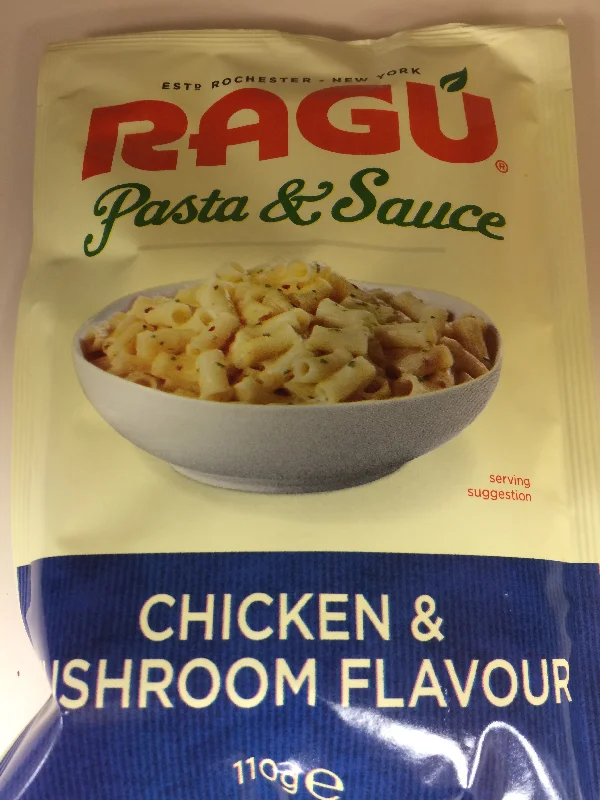 ESTD ROCHESTER - NEW YORK
RAGÚ®
Pasta & Sauce
serving
suggestion
CHICKEN &
USHROOM FLAVOUR
110g e